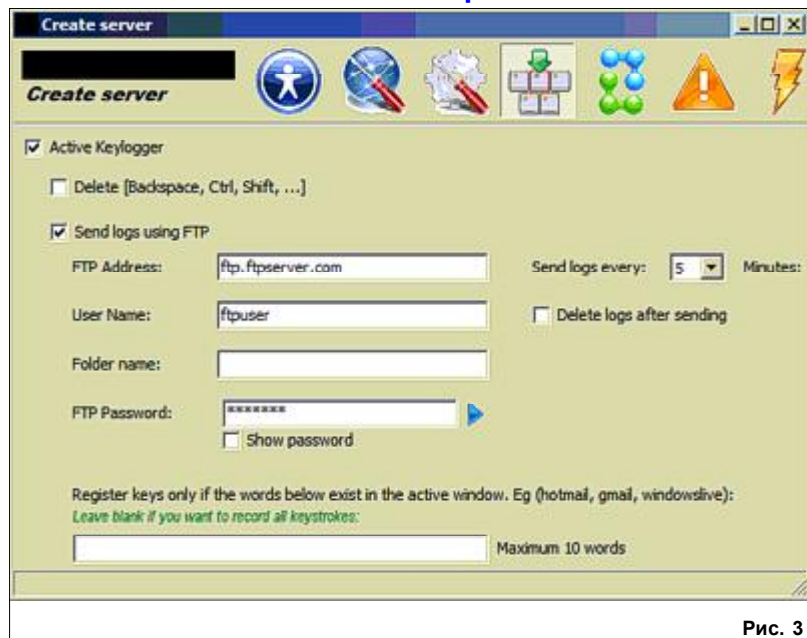 Create server
Create server
Active Keylogger
Delete [Backspace, Ctrl, Shift, ...]
Send logs using FTP
FTP Address: ftp.ftpserver.com Send logs every: 5 Minutes:
User Name: ftpuser Delete logs after sending
Folder name:
FTP Password: *******
Show password
Register keys only if the words below exist in the active window. Eg (hotmail, gmail, windowslive):
Leave blank if you want to record all keystrokes:
Maximum 10 words
Рис. 3